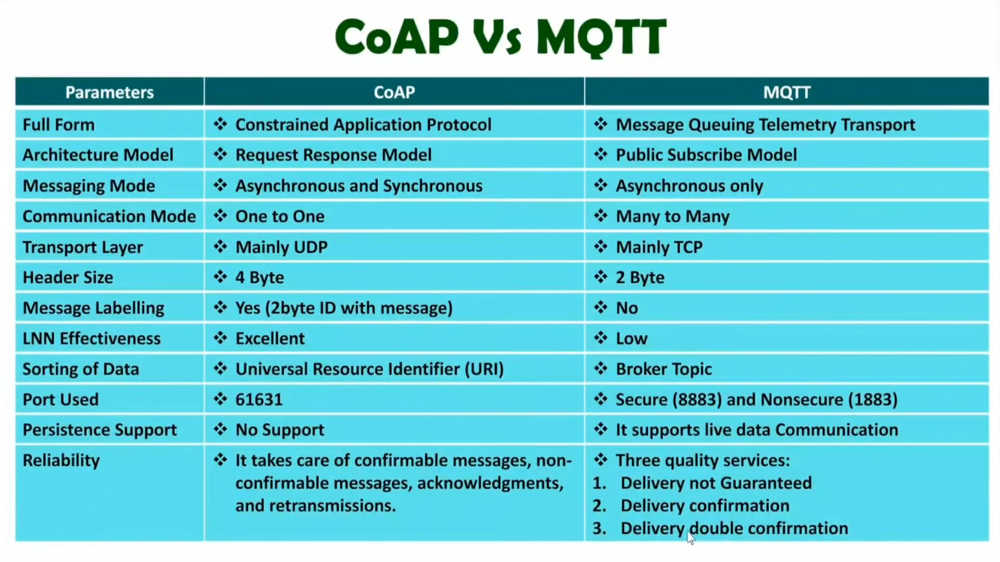 CoAP Vs MQTT
Parameters CoAP MQTT
Full Form ❖ Constrained Application Protocol ❖ Message Queuing Telemetry Transport
Architecture Model ❖ Request Response Model ❖ Public Subscribe Model
Messaging Mode ❖ Asynchronous and Synchronous ❖ Asynchronous only
Communication Mode ❖ One to One ❖ Many to Many
Transport Layer ❖ Mainly UDP ❖ Mainly TCP
Header Size ❖ 4 Byte ❖ 2 Byte
Message Labelling ❖ Yes (2byte ID with message) ❖ No
LNN Effectiveness ❖ Excellent ❖ Low
Sorting of Data ❖ Universal Resource Identifier (URI) ❖ Broker Topic
Port Used ❖ 61631 ❖ Secure (8883) and Nonsecure (1883)
Persistence Support ❖ No Support ❖ It supports live data Communication
Reliability ❖ It takes care of confirmable messages, non-
confirmable messages, acknowledgments,
and retransmissions.
❖ Three quality services:
1. Delivery not Guaranteed
2. Delivery confirmation
3. Delivery double confirmation